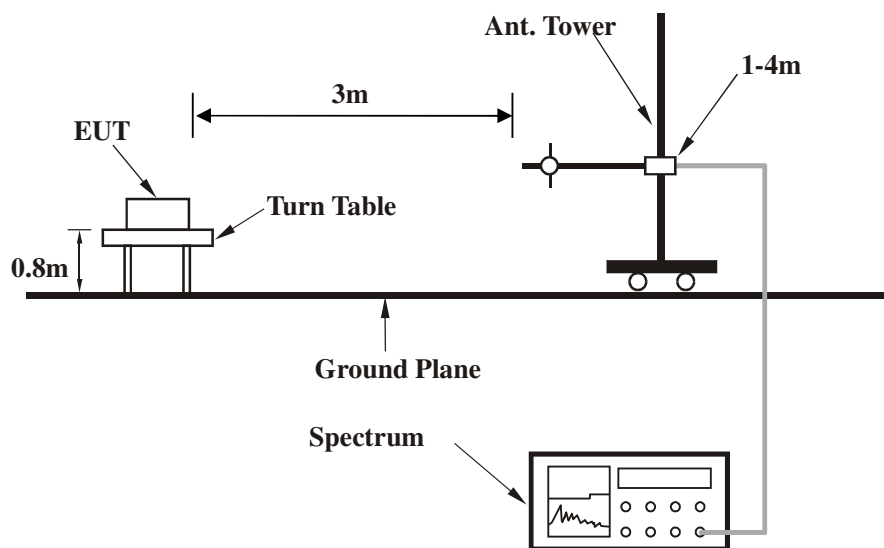 Ant. Tower
1-4m
3m
EUT
Turn Table
0.8m
Ground Plane
Spectrum